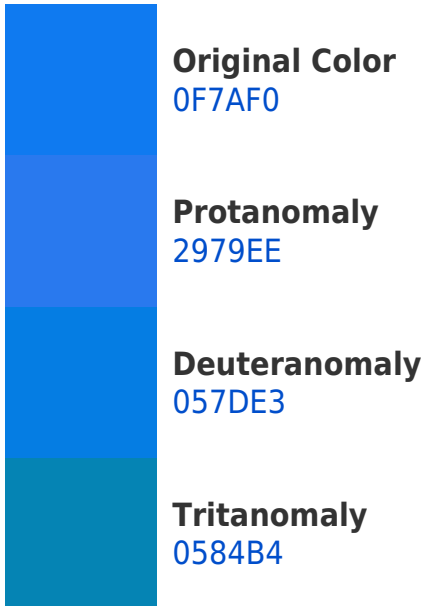 Original Color
0F7AF0
Protanomaly
2979EE
Deuteranomaly
057DE3
Tritanomaly
0584B4